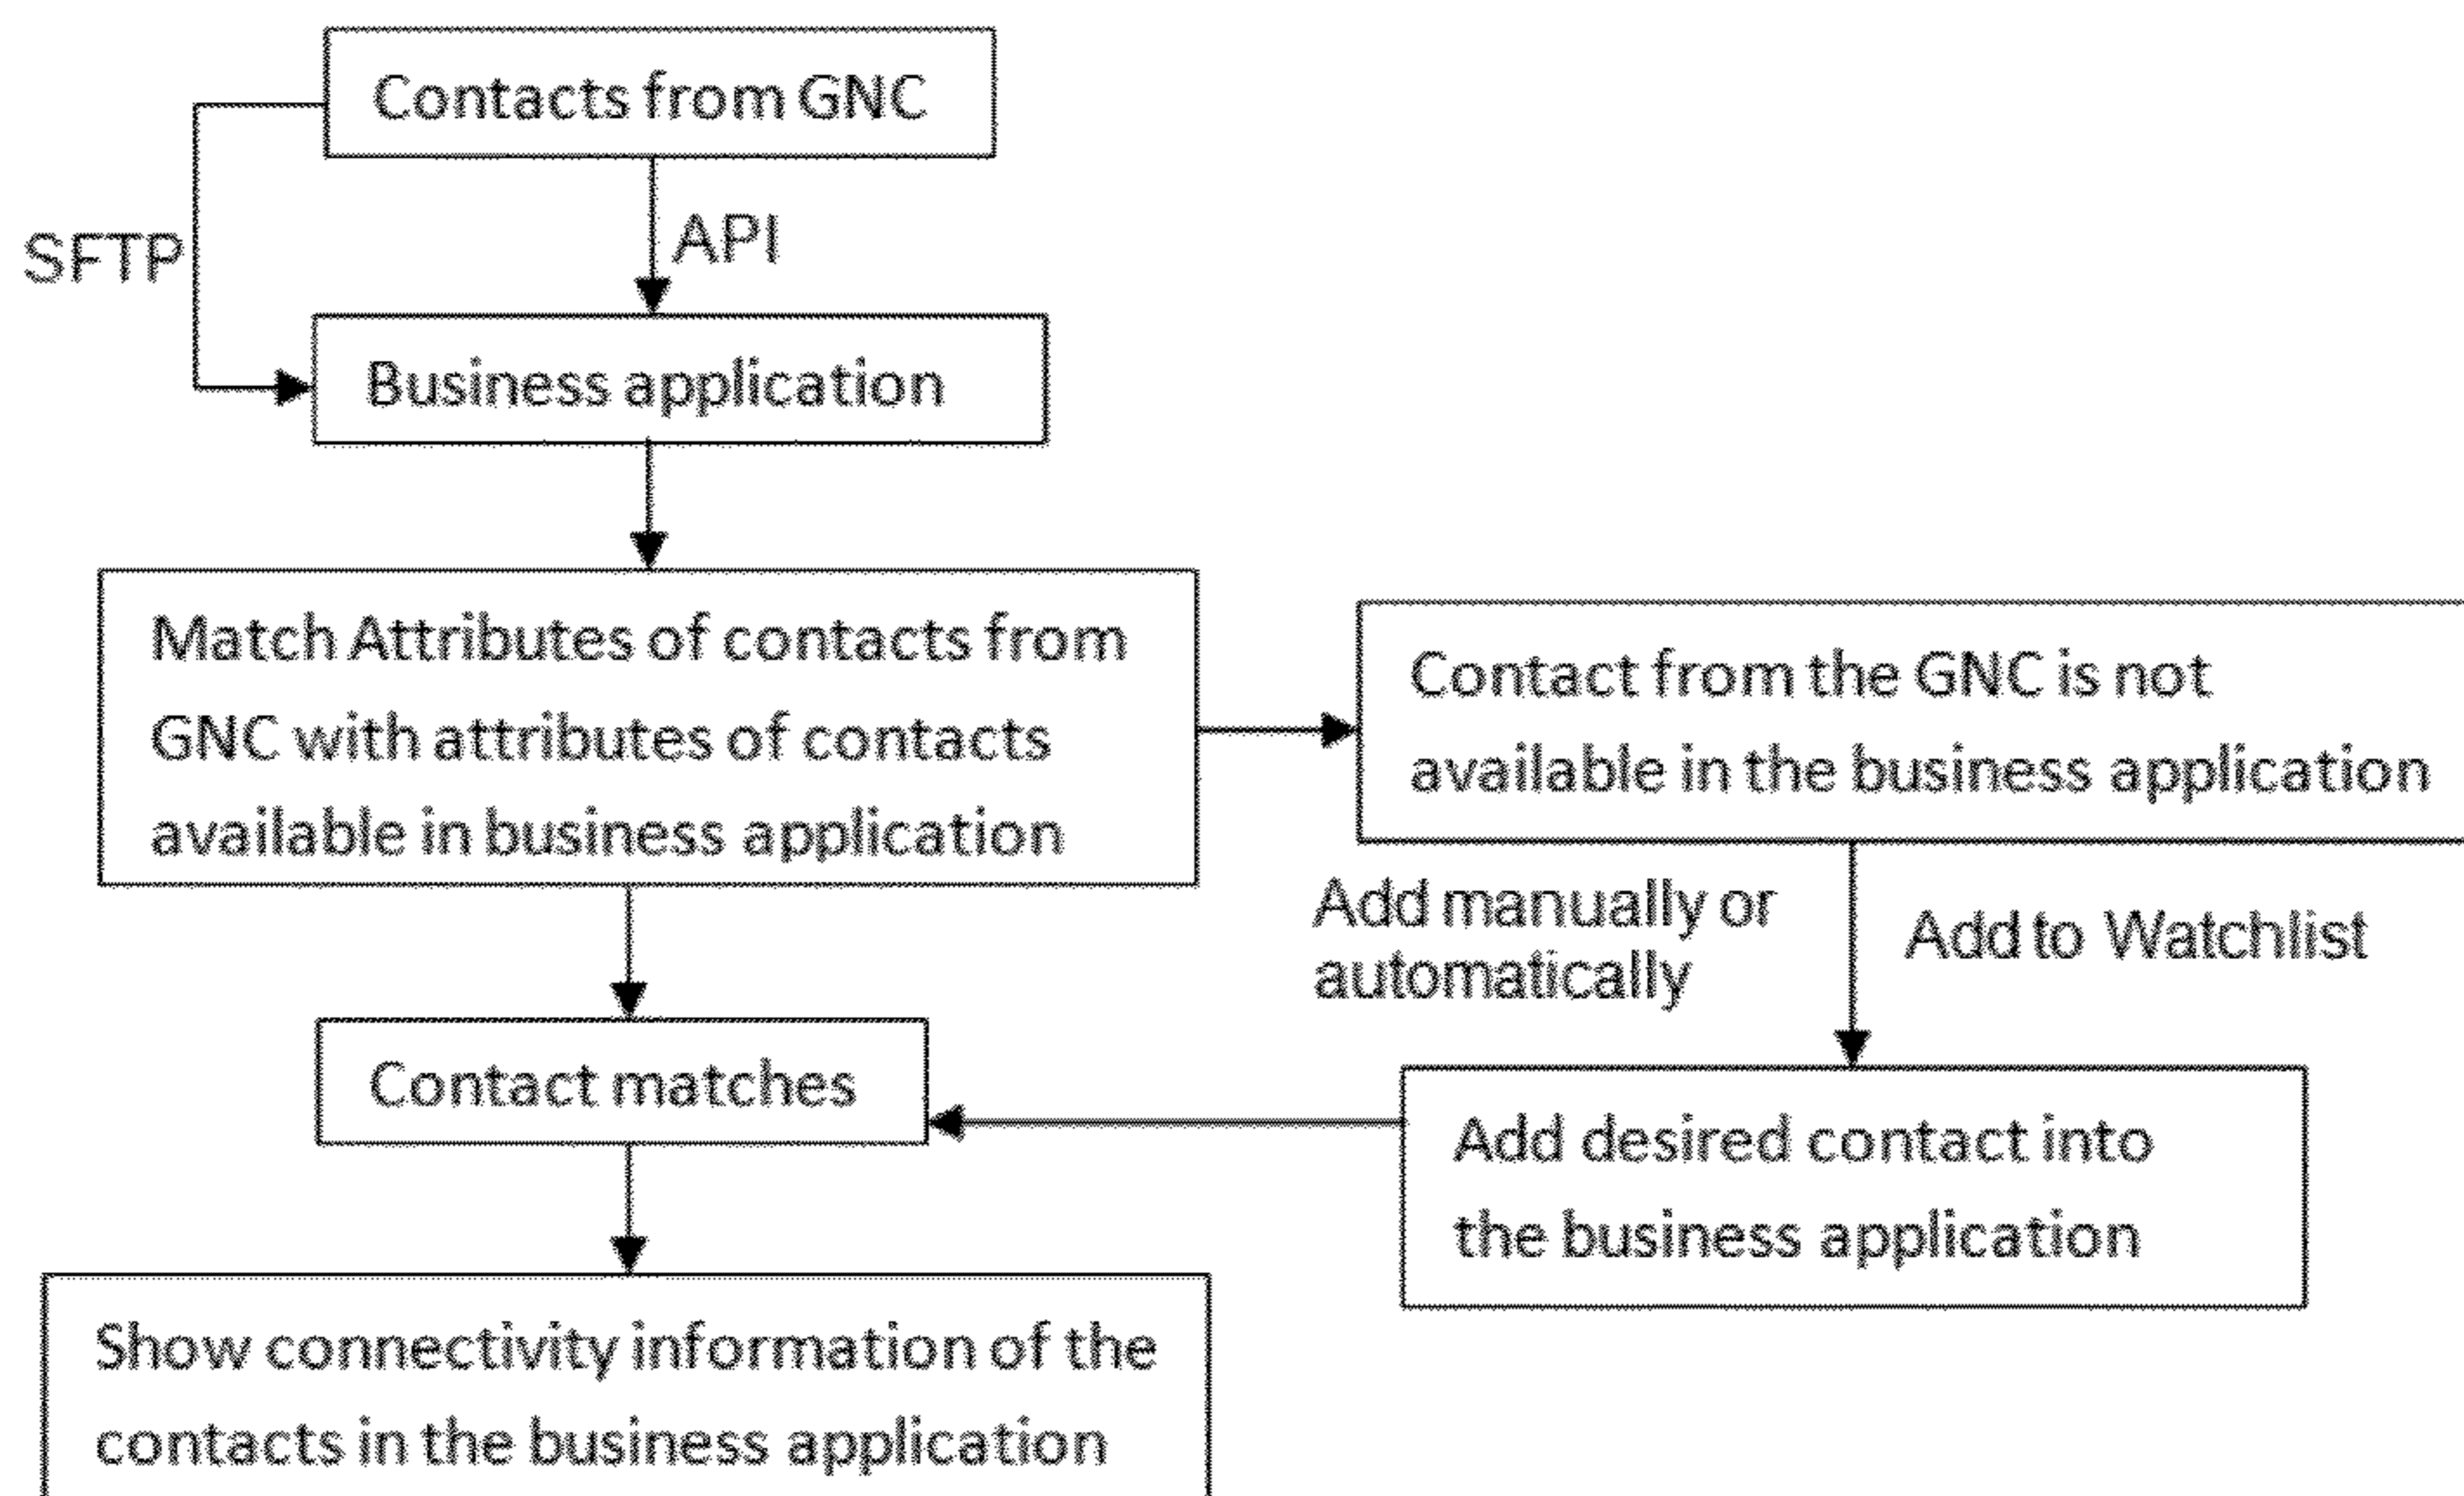 Contacts from GNC
SFTP
API
Business application
Match Attributes of contacts from
GNC with attributes of contacts
available in business application
Contact from the GNC is not
available in the business application
Add manually or
automatically
Add to Watchlist
Contact matches
Add desired contact into
the business application
Show connectivity information of the
contacts in the business application